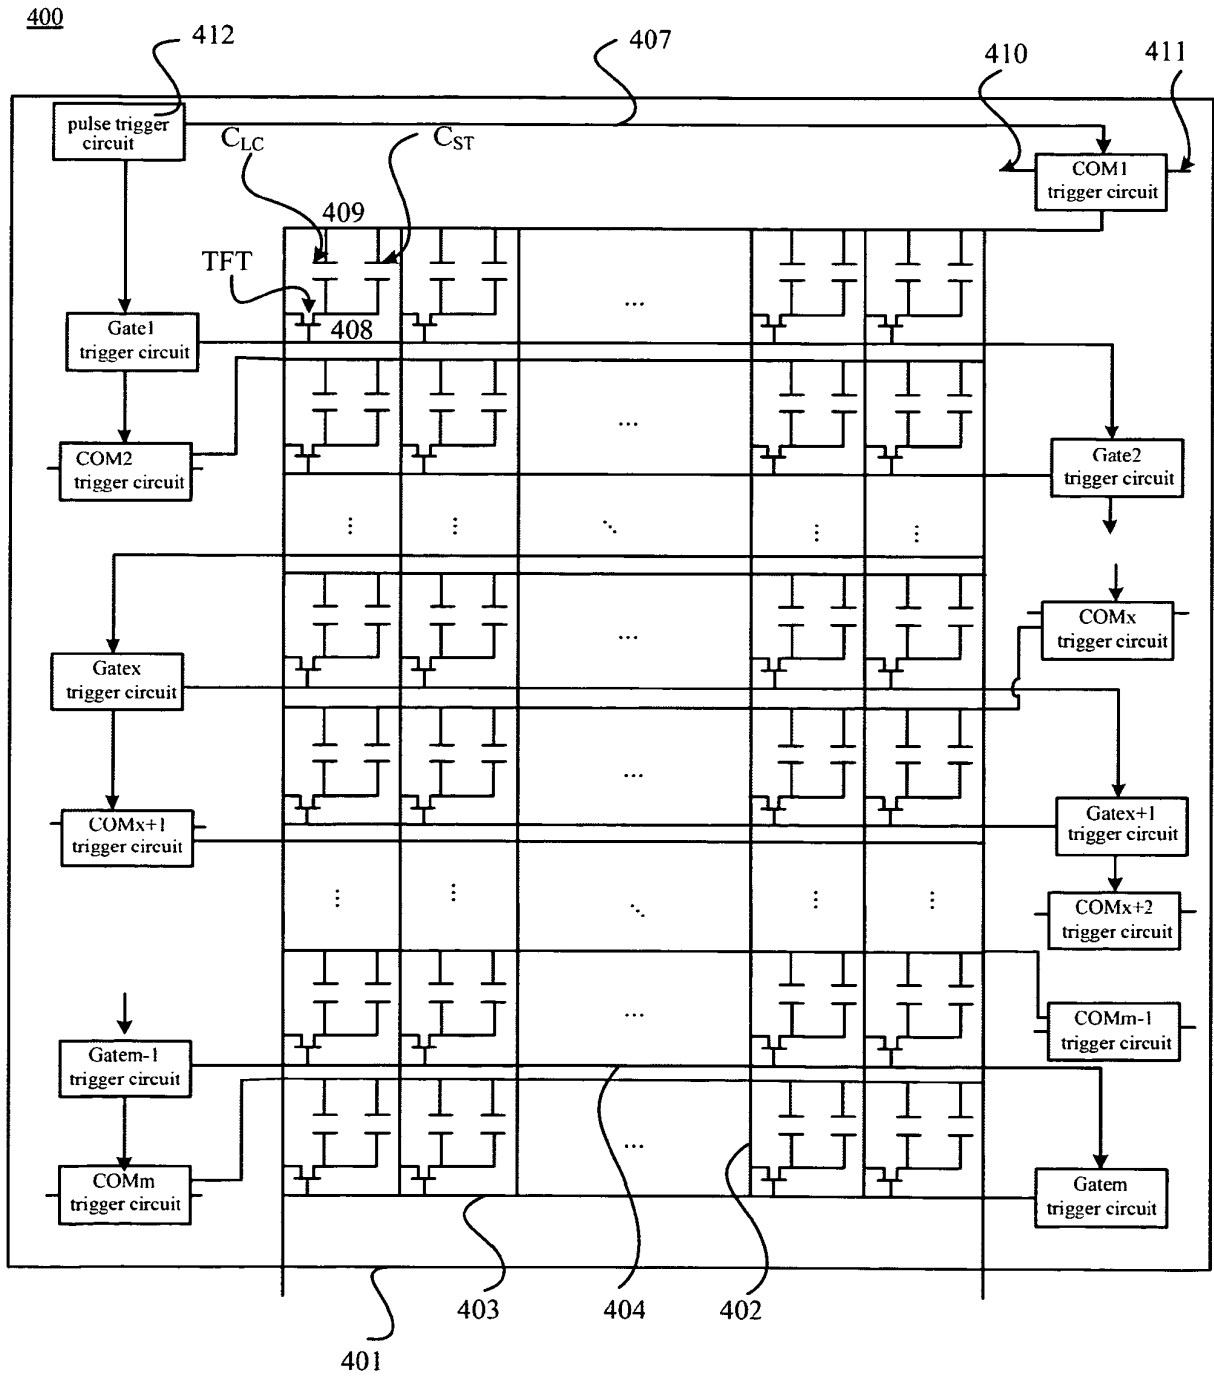 400
412
407
410
411
pulse trigger
circuit
C_LC
C_ST
COM1
trigger circuit
409
TFT
...
Gate1
trigger circuit
408
COM2
trigger circuit
...
Gate2
trigger circuit
...
...
...
...
...
COMx
trigger circuit
...
Gatex
trigger circuit
...
COMx+1
trigger circuit
Gatex+1
trigger circuit
...
...
...
...
...
COMx+2
trigger circuit
...
COMm-1
trigger circuit
Gatem-1
trigger circuit
...
COMm
trigger circuit
Gatem
trigger circuit
403
404
402
401